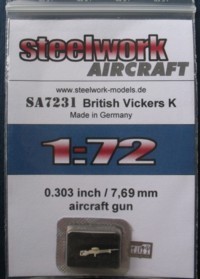 steelwork
AIRCRAFT
www.steelwork-models.de
SA7231 British Vickers K
Made in Germany
1:72
0.303 inch / 7,69 mm
aircraft gun